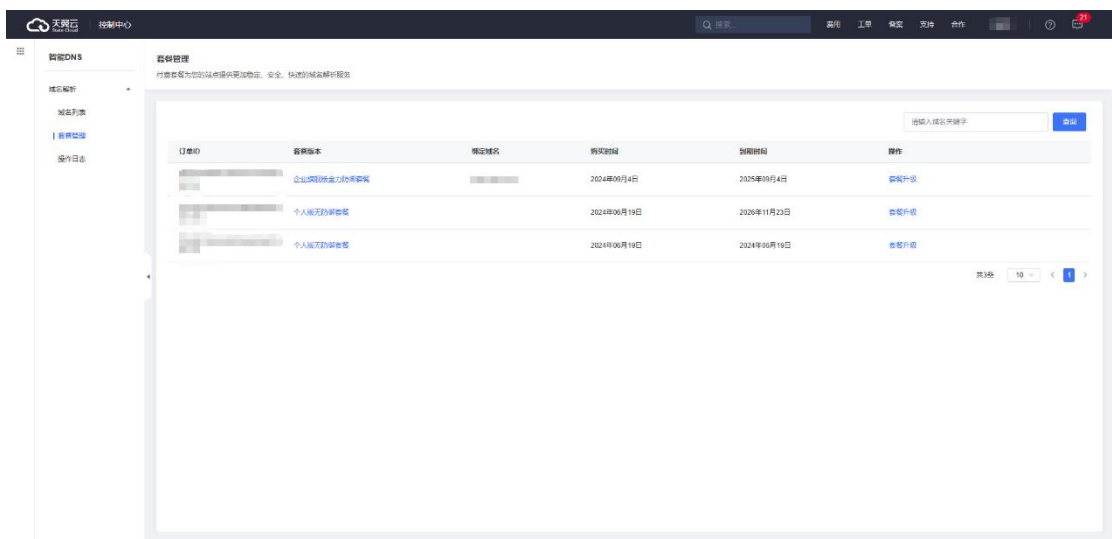 天翼云 控制中心 搜索 费用 工单 备案 支持 合作 21
智能DNS
套餐管理
付费套餐为您的站点提供更加稳定、安全、快速的域名解析服务
域名解析
域名列表
套餐管理
操作日志
请输入域名关键字 查询
订单ID 套餐版本 绑定域名 购买时间 到期时间 操作
企业旗舰版全力防御套餐 2024年09月4日 2025年09月4日 套餐升级
个人版无防御套餐 2024年06月19日 2026年11月23日 套餐升级
个人版无防御套餐 2024年06月19日 2024年06月19日 套餐升级
共3条 10 1